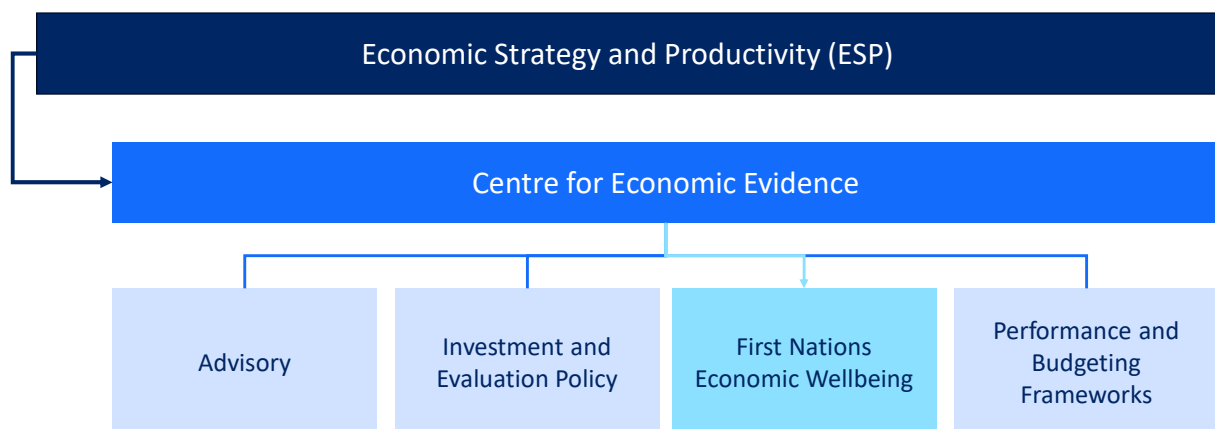 Economic Strategy and Productivity (ESP)
Centre for Economic Evidence
Advisory
Investment and
Evaluation Policy
First Nations
Economic Wellbeing
Performance and
Budgeting
Frameworks